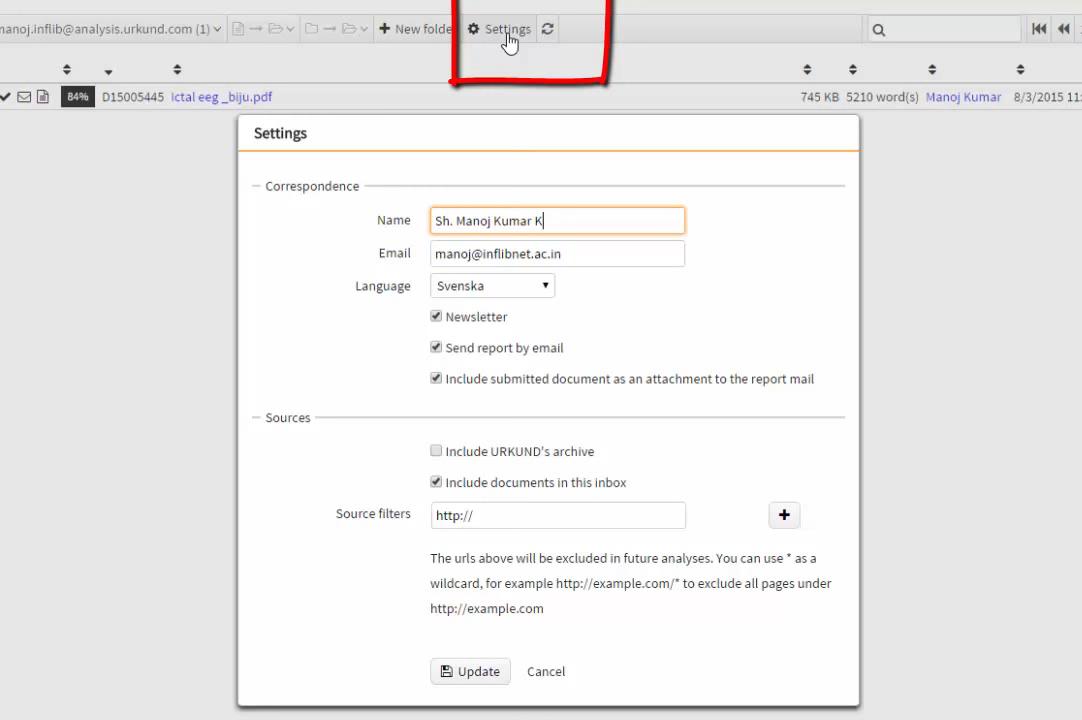 manoj.inflib@analysis.urkund.com (1) New folde Settings
84% D15005445 Ictal eeg _biju.pdf 745 KB 5210 word(s) Manoj Kumar 8/3/2015 11:
Settings
Correspondence
Name Sh. Manoj Kumar K
Email manoj@inflibnet.ac.in
Language Svenska
Newsletter
Send report by email
Include submitted document as an attachment to the report mail
Sources
Include URKUND's archive
Include documents in this inbox
Source filters http://
The urls above will be excluded in future analyses. You can use * as a
wildcard, for example http://example.com/* to exclude all pages under
http://example.com
Update Cancel